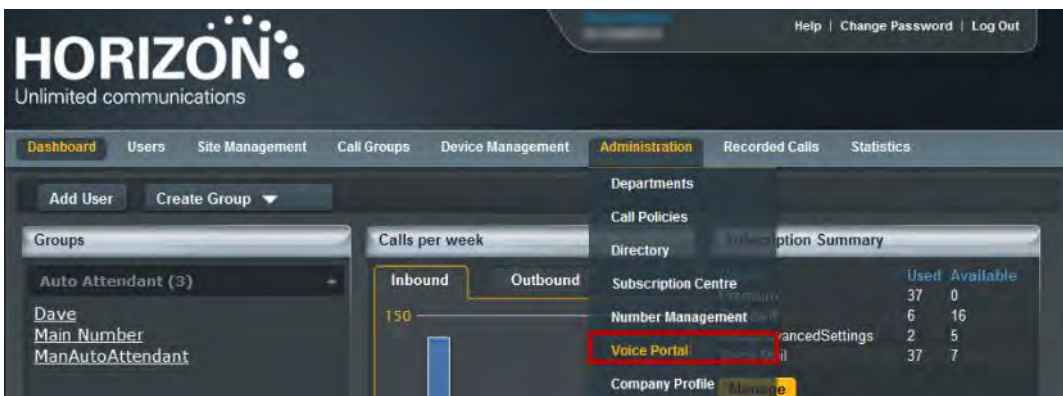 Help | Change Password | Log Out
HORIZON
Unlimited communications
Dashboard Users Site Management Call Groups Device Management Administration Recorded Calls Statistics
Add User Create Group
Departments
Call Policies
Directory
Subscription Centre
Number Management
Voice Portal
Company Profile
Groups
Auto Attendant (3)
Dave
Main Number
ManAutoAttendant
Calls per week
Inbound Outbound
150
Summary
Used Available
37 0
6 16
2 5
37 7
Manage